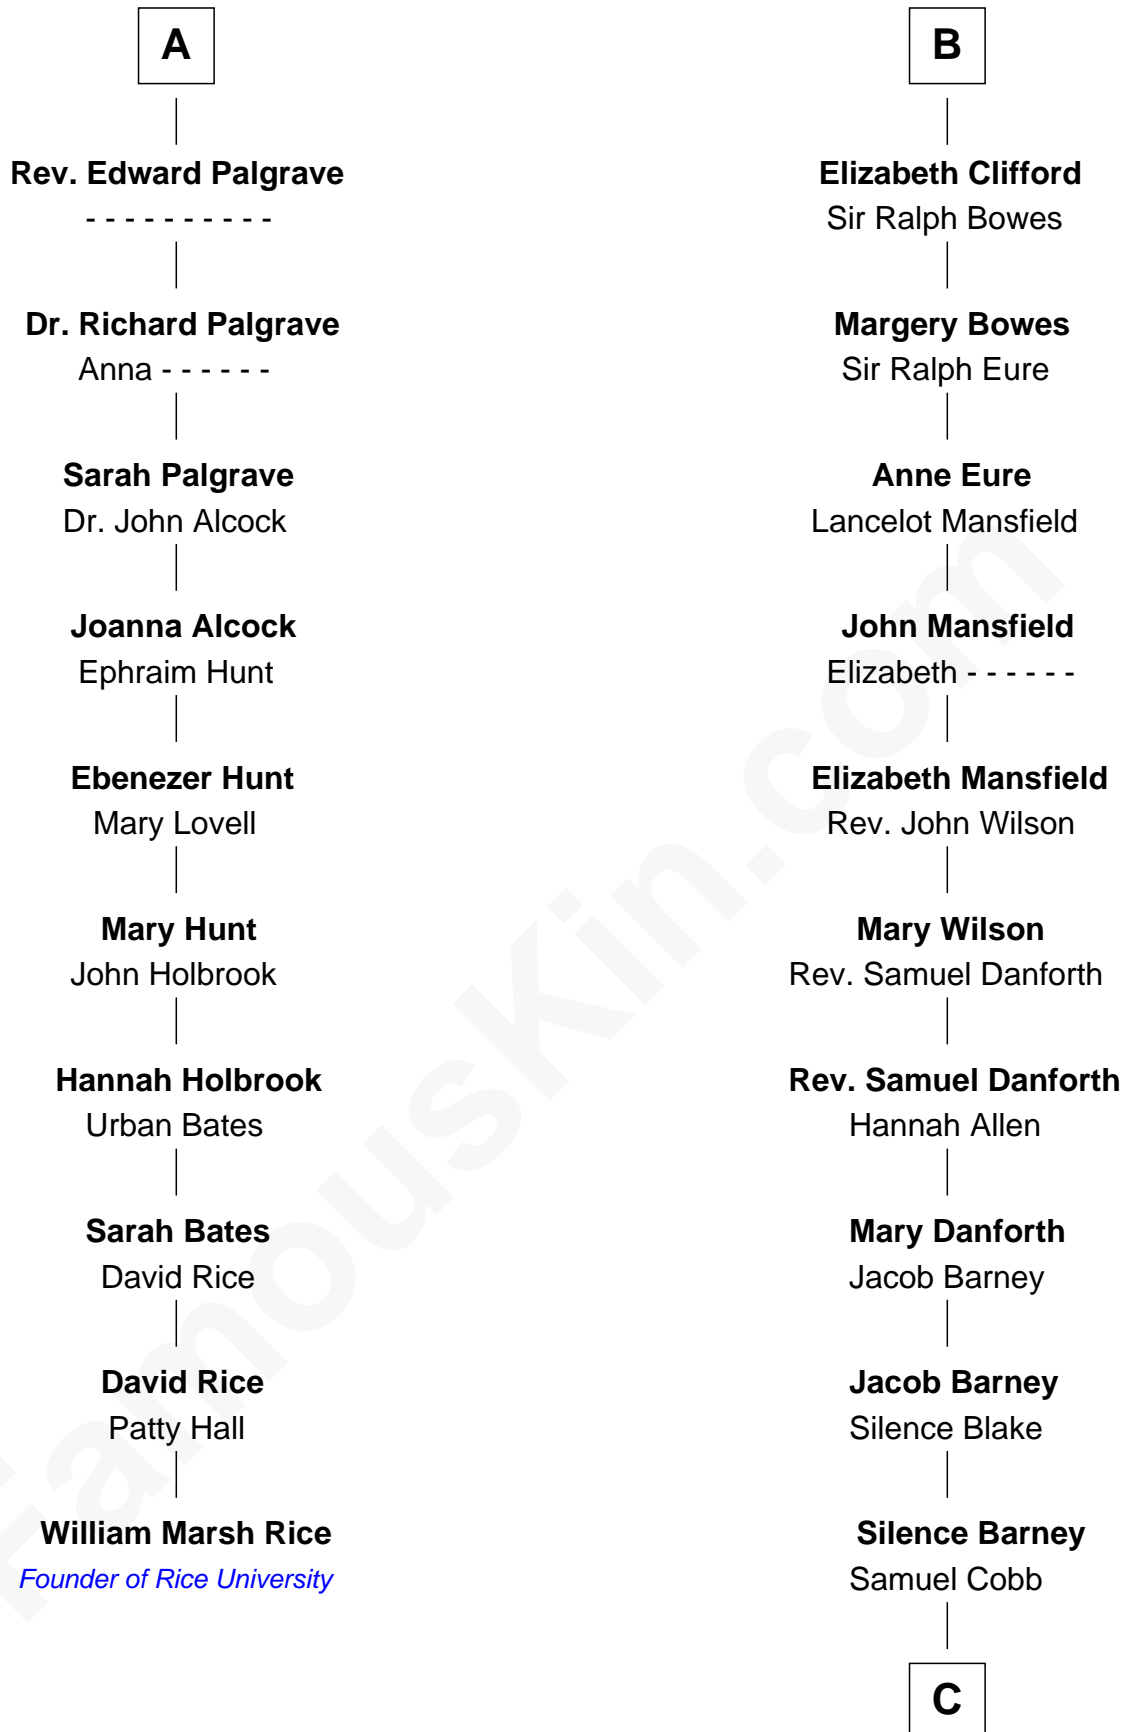 A
Rev. Edward Palgrave
- - - - - - - - - -
Dr. Richard Palgrave
Anna - - - - - -
Sarah Palgrave
Dr. John Alcock
Joanna Alcock
Ephraim Hunt
Ebenezer Hunt
Mary Lovell
Mary Hunt
John Holbrook
Hannah Holbrook
Urban Bates
Sarah Bates
David Rice
David Rice
Patty Hall
William Marsh Rice
Founder of Rice University
B
Elizabeth Clifford
Sir Ralph Bowes
Margery Bowes
Sir Ralph Eure
Anne Eure
Lancelot Mansfield
John Mansfield
Elizabeth - - - - - -
Elizabeth Mansfield
Rev. John Wilson
Mary Wilson
Rev. Samuel Danforth
Rev. Samuel Danforth
Hannah Allen
Mary Danforth
Jacob Barney
Jacob Barney
Silence Blake
Silence Barney
Samuel Cobb
C
FamousKin.com